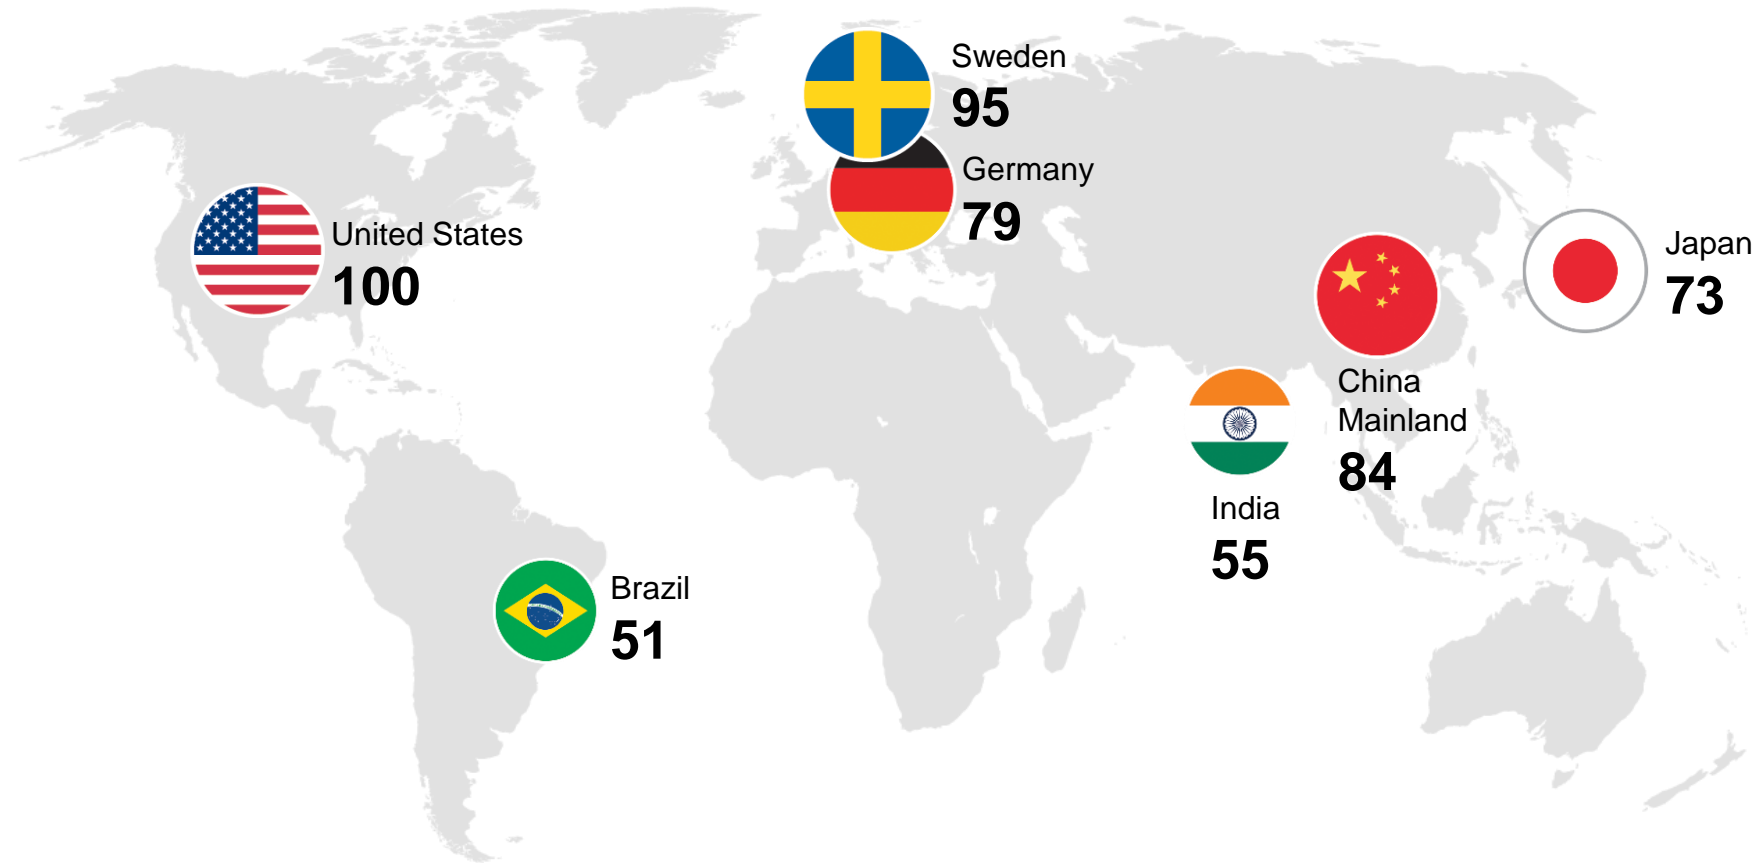 Sweden
95
Germany
79
United States
100
Japan
73
China
Mainland
84
India
55
Brazil
51